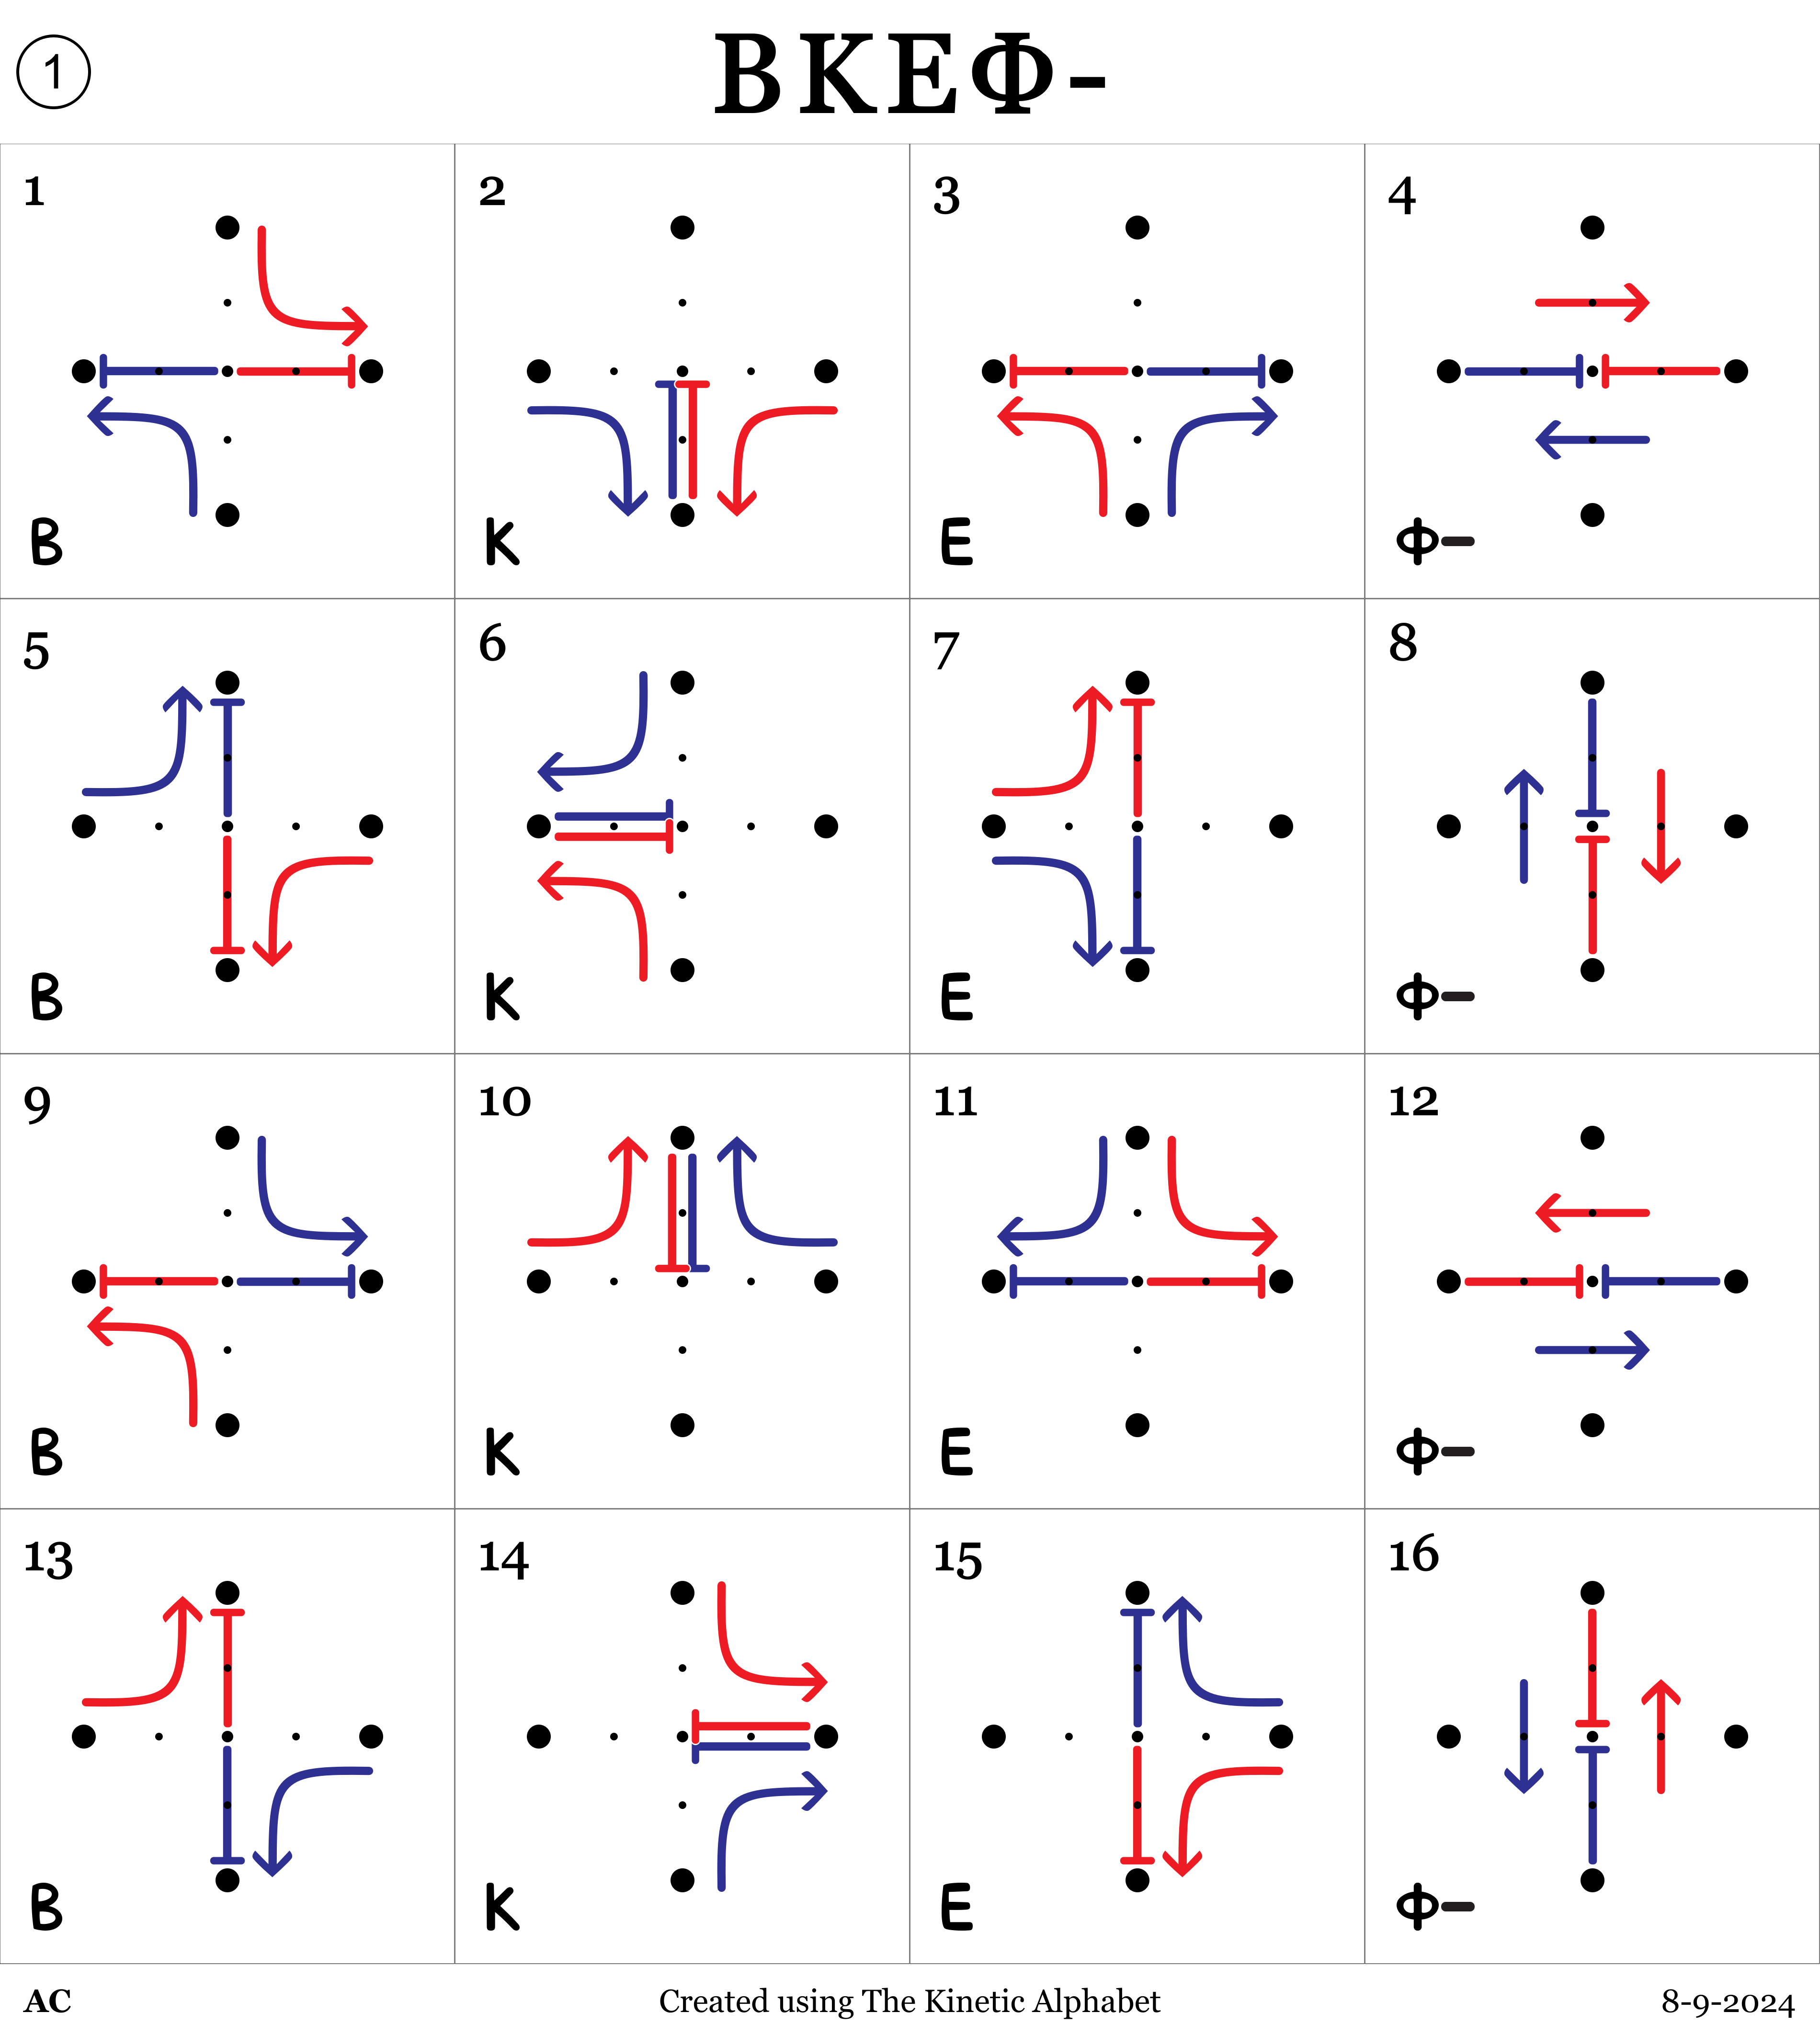 1
ΒΚΕΦ-
1 2 3 4
B K E Φ-
5 6 7 8
B K E Φ-
9 10 11 12
B K E Φ-
13 14 15 16
B K E Φ-
AC Created using The Kinetic Alphabet 8-9-2024